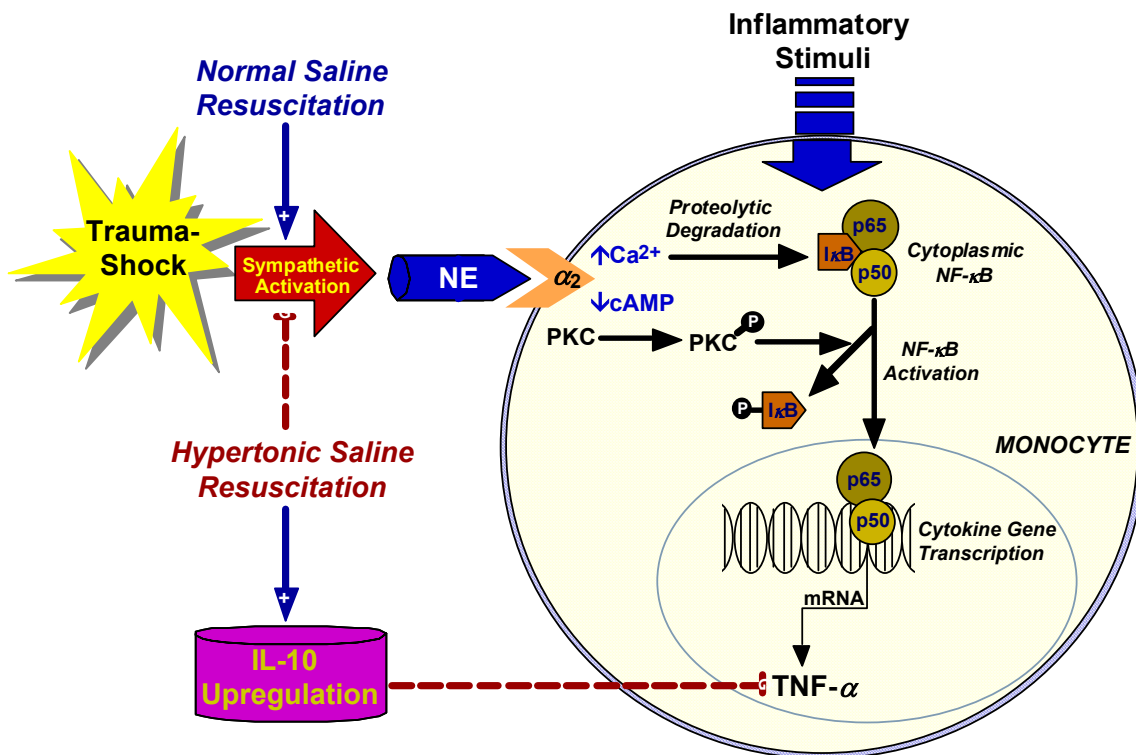 Inflammatory
Stimuli
Normal Saline
Resuscitation
+
Trauma-
Shock
Sympathetic
Activation
NE
α2
↑Ca2+
↓cAMP
Proteolytic
Degradation
p65
IκB
p50
Cytoplasmic
NF-κB
PKC
PKC
P
NF-κB
Activation
P
IκB
MONOCYTE
Hypertonic Saline
Resuscitation
+
p65
p50
Cytokine Gene
Transcription
mRNA
IL-10
Upregulation
TNF-α